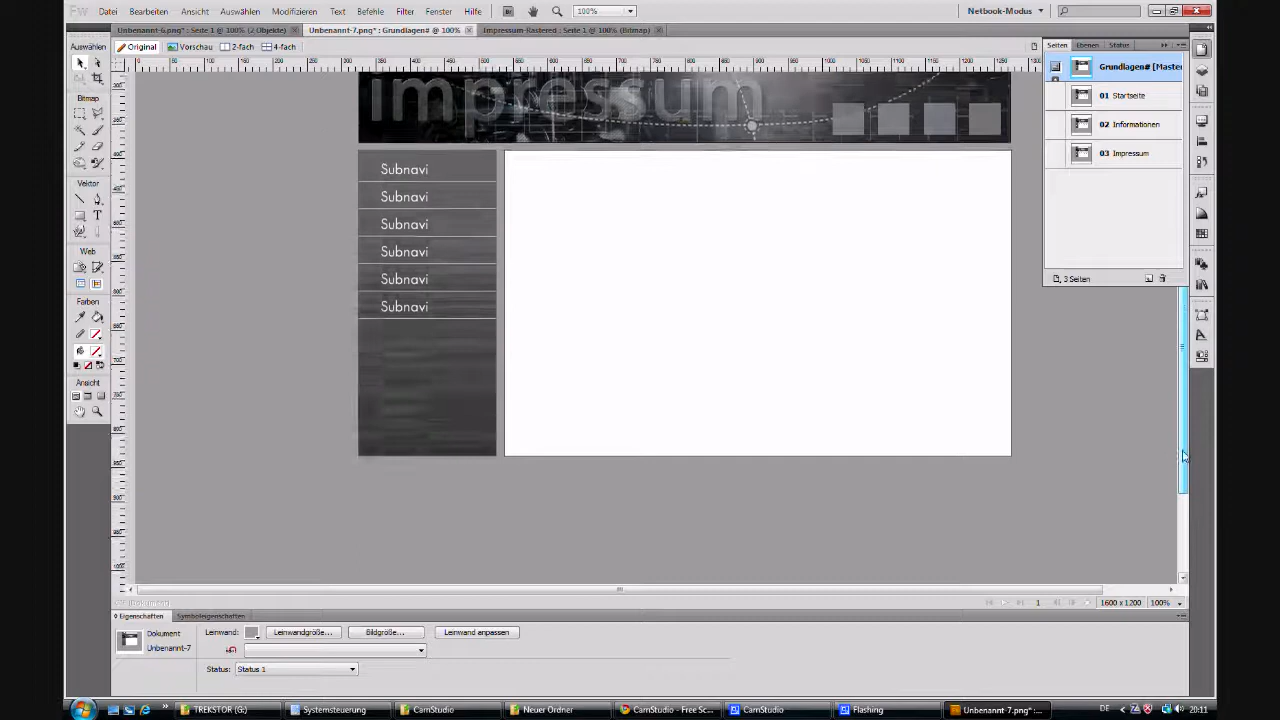 Fw Datei Bearbeiten Ansicht Auswählen Modifizieren Text Befehle Filter Fenster Hilfe Br 100% Netbook-Modus
Unbenannt-6.png* : Seite 1 @ 100% (2 Objekte) Unbenannt-7.png* : Grundlagen# @ 100% Impressum-Rastered : Seite 1 @ 100% (Bitmap)
Auswählen Original Vorschau 2-fach 4-fach Seiten Ebenen Status
Grundlagen# [Master
01 Startseite
02 Informationen
03 Impressum
3 Seiten
Bitmap
Vektor
Web
Farben
Ansicht
Impressum
Subnavi
Subnavi
Subnavi
Subnavi
Subnavi
Subnavi
1 1600 x 1200 100%
Eigenschaften Symboleigenschaften
Dokument
Unbenannt-7
Leinwand: Leinwandgröße... Bildgröße... Leinwand anpassen
Status: Status 1
TREKSTOR (G:) Systemsteuerung CamStudio Neuer Ordner CamStudio - Free Sc... CamStudio Flashing Unbenannt-7.png* :... DE 20:11